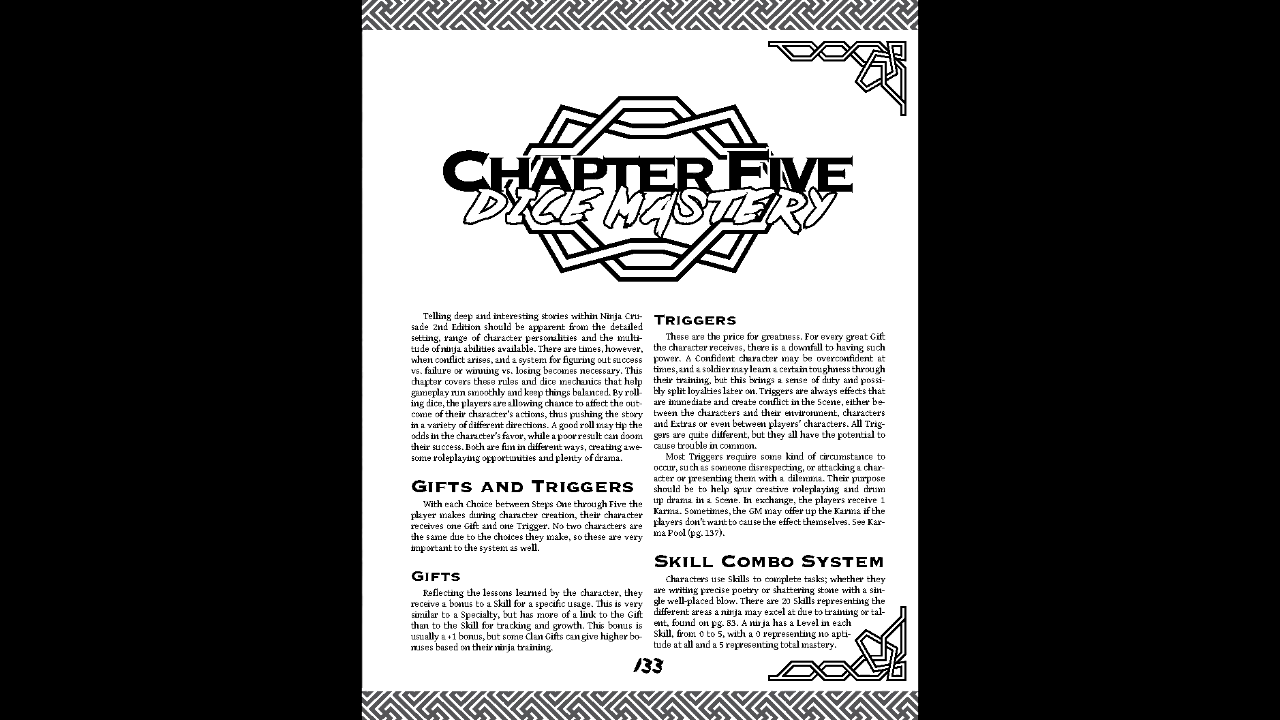 CHAPTER FIVE
DICE MASTERY
Telling deep and interesting stories within Ninja Cru-
sade 2nd Edition should be apparent from the detailed
setting, range of character personalities and the multi-
tude of ninja abilities available. There are times, however,
when conflict arises, and a system for figuring out success
vs. failure or winning vs. losing becomes necessary. This
chapter covers these rules and dice mechanics that help
gameplay run smoothly and keep things balanced. By roll-
ing dice, the players are allowing chance to affect the out-
come of their character's actions, thus pushing the story
in a variety of different directions. A good roll may tip the
odds in the character's favor, while a poor result can doom
their success. Both are fun in different ways, creating awe-
some roleplaying opportunities and plenty of drama.
GIFTS AND TRIGGERS
With each Choice between Steps One through Five the
player makes during character creation, their character
receives one Gift and one Trigger. No two characters are
the same due to the choices they make, so these are very
important to the system as well.
GIFTS
Reflecting the lessons learned by the character, they
receive a bonus to a Skill for a specific usage. This is very
similar to a Specialty, but has more of a link to the Gift
than to the Skill for tracking and growth. This bonus is
usually a +1 bonus, but some Clan Gifts can give higher bo-
nuses based on their ninja training.
TRIGGERS
These are the price for greatness. For every great Gift
the character receives, there is a downfall to having such
power. A Confident character may be overconfident at
times, and a soldier may learn a certain toughness through
their training, but this brings a sense of duty and possi-
bly split loyalties later on. Triggers are always effects that
are immediate and create conflict in the Scene, either be-
tween the characters and their environment, characters
and Extras or even between players' characters. All Trig-
gers are quite different, but they all have the potential to
cause trouble in common.
Most Triggers require some kind of circumstance to
occur, such as someone disrespecting, or attacking a char-
acter or presenting them with a dilemma. Their purpose
should be to help spur creative roleplaying and drum
up drama in a Scene. In exchange, the players receive 1
Karma. Sometimes, the GM may offer up the Karma if the
players don't want to cause the effect themselves. See Kar-
ma Pool (pg. 137).
SKILL COMBO SYSTEM
Characters use Skills to complete tasks; whether they
are writing precise poetry or shattering stone with a sin-
gle well-placed blow. There are 20 Skills representing the
different areas a ninja may excel at due to training or tal-
ent, found on pg. 83. A ninja has a Level in each
Skill, from 0 to 5, with a 0 representing no apti-
tude at all and a 5 representing total mastery.
133